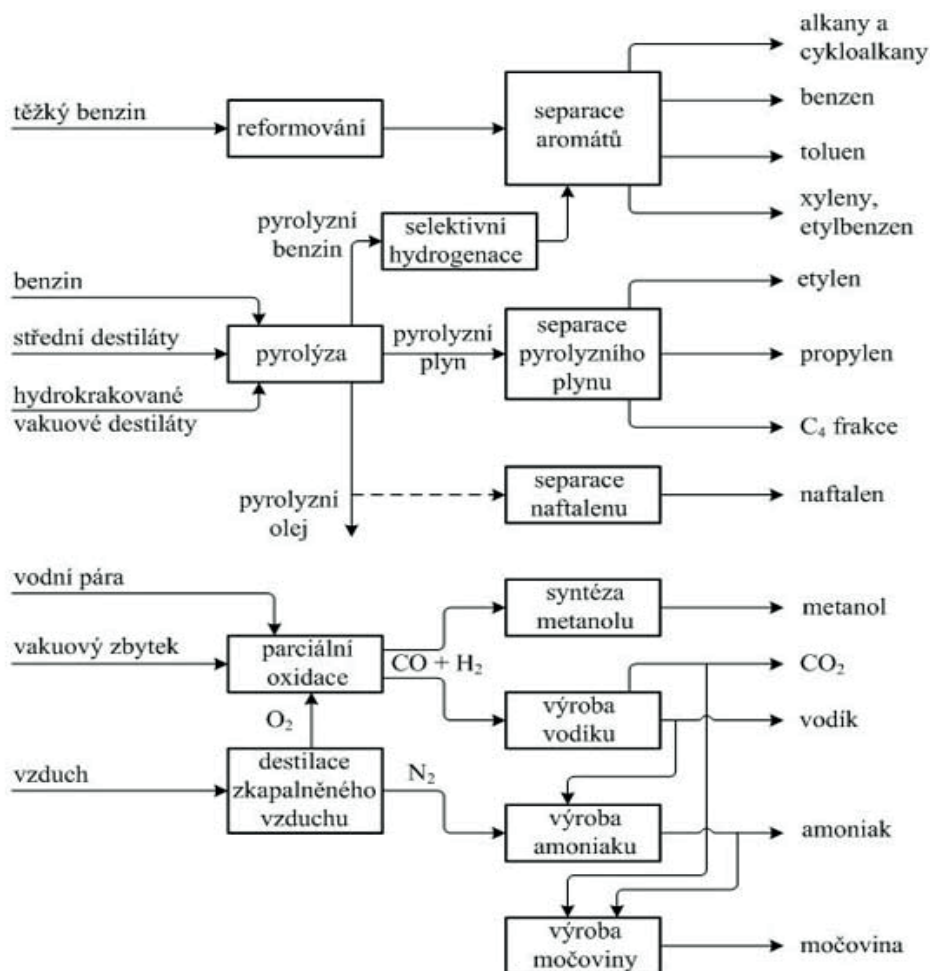 alkany a
cykloalkany
těžký benzin
reformování
separace
aromátů
benzen
toluen
xyleny,
etylbenzen
pyrolyzní
benzin
selektivní
hydrogenace
benzin
střední destiláty
hydrokrakované
vakuové destiláty
pyrolýza
pyrolyzní
plyn
separace
pyrolyzního
plynu
etylen
propylen
C₄ frakce
pyrolyzní
olej
separace
naftalenu
naftalen
vodní pára
vakuový zbytek
parciální
oxidace
CO + H₂
syntéza
metanolu
metanol
CO₂
výroba
vodíku
vodík
O₂
vzduch
destilace
zkapalněného
vzduchu
N₂
výroba
amoniaku
amoniak
výroba
močoviny
močovina